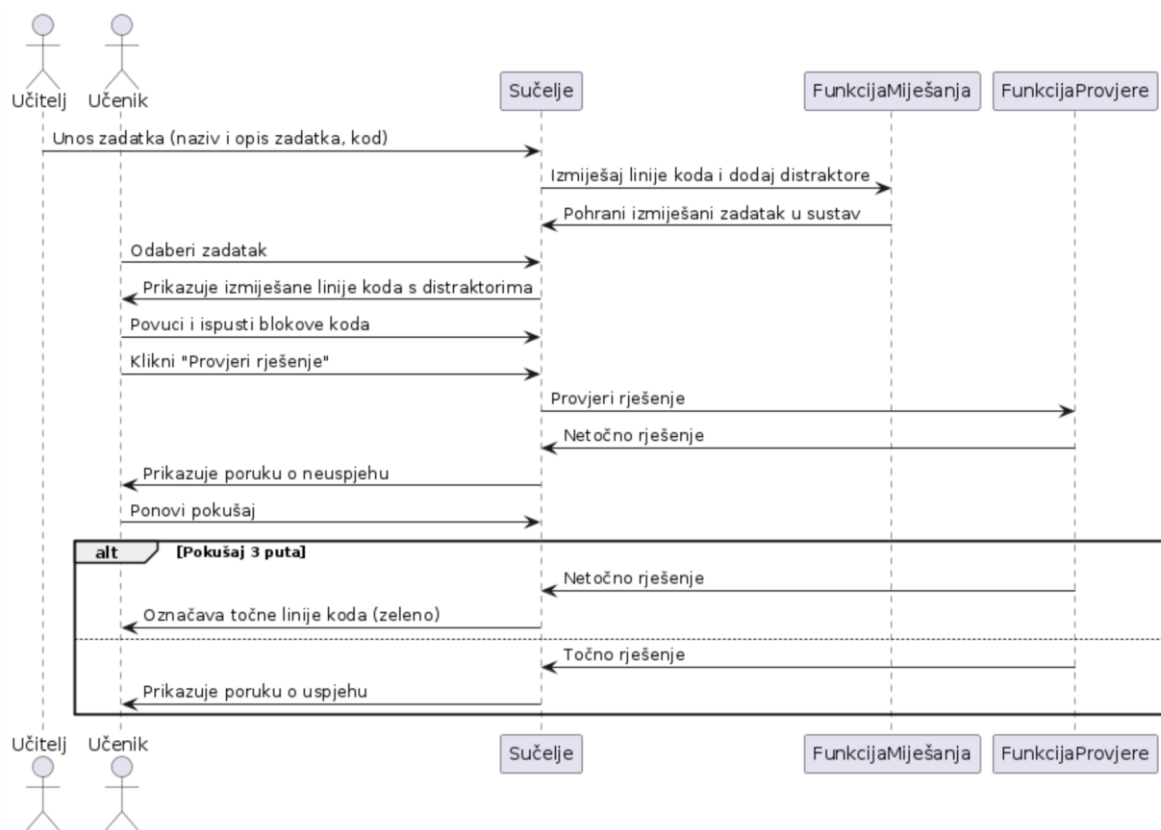 Učitelj
Učenik
Sučelje
FunkcijaMiješanja
FunkcijaProvjere
Unos zadatka (naziv i opis zadatka, kod)
Izmiješaj linije koda i dodaj distraktore
Pohrani izmiješani zadatak u sustav
Odaberi zadatak
Prikazuje izmiješane linije koda s distraktorima
Povuci i ispusti blokove koda
Klikni "Provjeri rješenje"
Provjeri rješenje
Netočno rješenje
Prikazuje poruku o neuspjehu
Ponovi pokušaj
alt [Pokušaj 3 puta]
Netočno rješenje
Označava točne linije koda (zeleno)
Točno rješenje
Prikazuje poruku o uspjehu
Učitelj
Učenik
Sučelje
FunkcijaMiješanja
FunkcijaProvjere